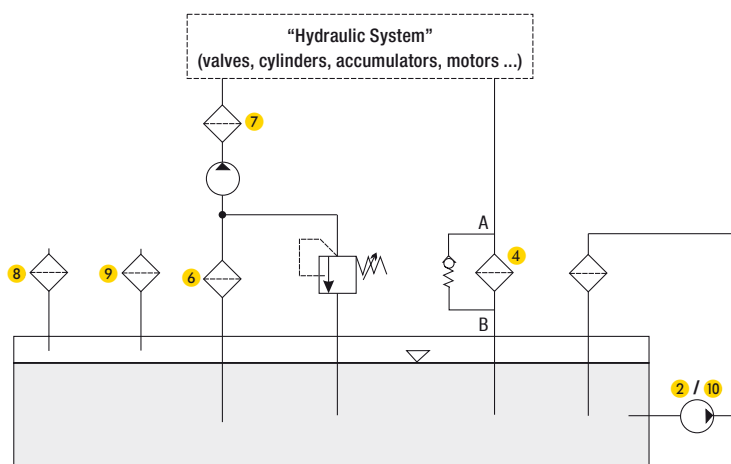 “Hydraulic System”
(valves, cylinders, accumulators, motors ...)
7
A
4
8
9
6
B
2 / 10